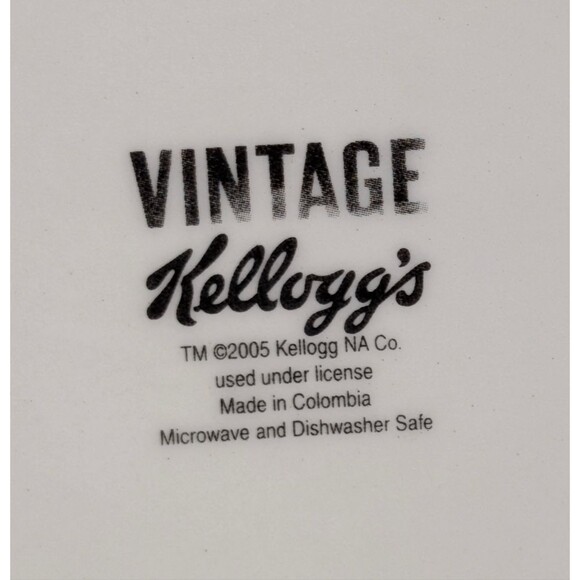 VINTAGE
Kellogg's
TM ©2005 Kellogg NA Co.
used under license
Made in Colombia
Microwave and Dishwasher Safe